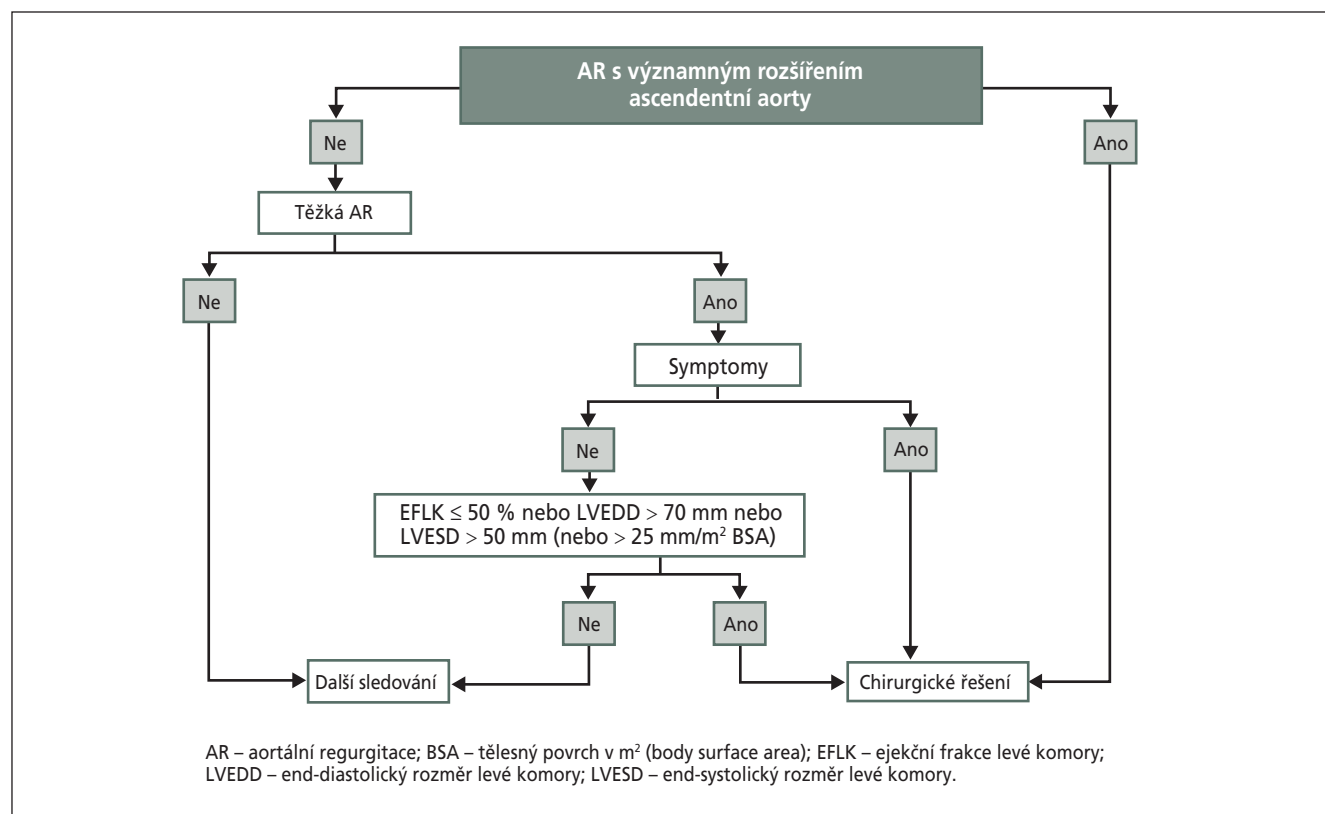 AR s významným rozšířením
ascendentní aorty
Ne
Ano
Těžká AR
Ne
Ano
Symptomy
Ne
Ano
EFLK ≤ 50 % nebo LVEDD > 70 mm nebo
LVESD > 50 mm (nebo > 25 mm/m² BSA)
Ne
Ano
Další sledování
Chirurgické řešení
AR – aortální regurgitace; BSA – tělesný povrch v m² (body surface area); EFLK – ejekční frakce levé komory;
LVEDD – end-diastolický rozměr levé komory; LVESD – end-systolický rozměr levé komory.